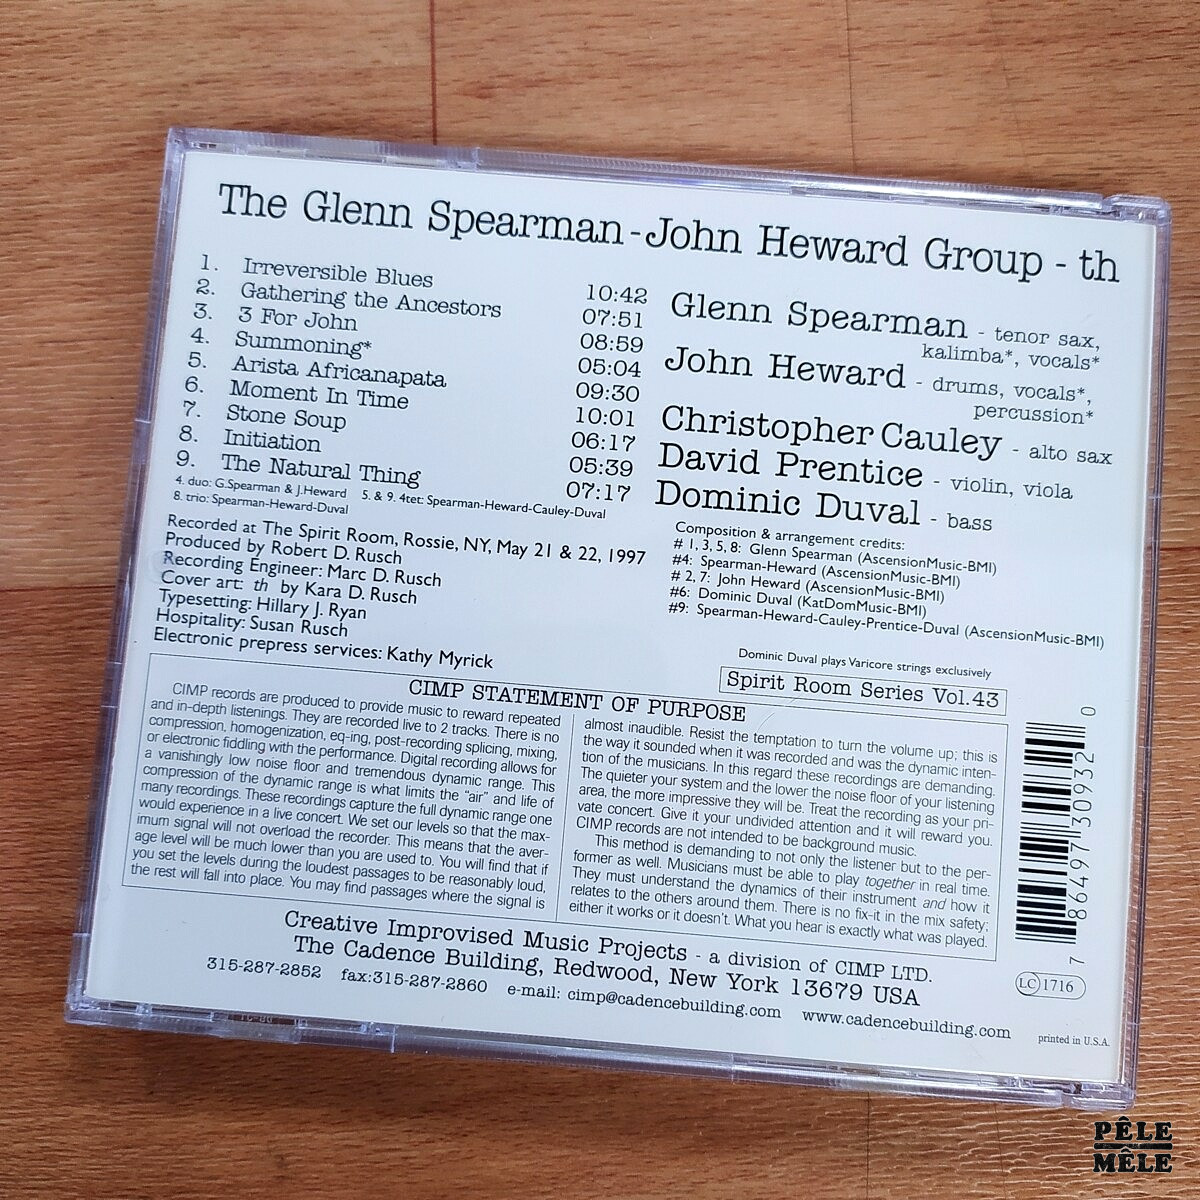 The Glenn Spearman - John Heward Group - th
1. Irreversible Blues 10:42
2. Gathering the Ancestors 07:51
3. 3 For John 08:59
4. Summoning* 05:04
5. Arista Africanapata 09:30
6. Moment In Time 10:01
7. Stone Soup 06:17
8. Initiation 05:39
9. The Natural Thing 07:17
4. duo: G.Spearman & J.Heward 5. & 9. 4tet: Spearman-Heward-Cauley-Duval
8. trio: Spearman-Heward-Duval
Glenn Spearman - tenor sax,
kalimba*, vocals*
John Heward - drums, vocals*,
percussion*
Christopher Cauley - alto sax
David Prentice - violin, viola
Dominic Duval - bass
Recorded at The Spirit Room, Rossie, NY, May 21 & 22, 1997
Produced by Robert D. Rusch
Recording Engineer: Marc D. Rusch
Cover art: th by Kara D. Rusch
Typesetting: Hillary J. Ryan
Hospitality: Susan Rusch
Electronic prepress services: Kathy Myrick
Composition & arrangement credits:
# 1, 3, 5, 8: Glenn Spearman (AscensionMusic-BMI)
#4: Spearman-Heward (AscensionMusic-BMI)
# 2, 7: John Heward (AscensionMusic-BMI)
#6: Dominic Duval (KatDomMusic-BMI)
#9: Spearman-Heward-Cauley-Prentice-Duval (AscensionMusic-BMI)
Dominic Duval plays Varicore strings exclusively
Spirit Room Series Vol.43
CIMP STATEMENT OF PURPOSE
CIMP records are produced to provide music to reward repeated
and in-depth listenings. They are recorded live to 2 tracks. There is no
compression, homogenization, eq-ing, post-recording splicing, mixing,
or electronic fiddling with the performance. Digital recording allows for
a vanishingly low noise floor and tremendous dynamic range. This
compression of the dynamic range is what limits the "air" and life of
many recordings. These recordings capture the full dynamic range one
would experience in a live concert. We set our levels so that the max-
imum signal will not overload the recorder. This means that the aver-
age level will be much lower than you are used to. You will find that if
you set the levels during the loudest passages to be reasonably loud,
the rest will fall into place. You may find passages where the signal is
almost inaudible. Resist the temptation to turn the volume up; this is
the way it sounded when it was recorded and was the dynamic inten-
tion of the musicians. In this regard these recordings are demanding.
The quieter your system and the lower the noise floor of your listening
area, the more impressive they will be. Treat the recording as your pri-
vate concert. Give it your undivided attention and it will reward you.
CIMP records are not intended to be background music.
This method is demanding to not only the listener but to the per-
former as well. Musicians must be able to play together in real time.
They must understand the dynamics of their instrument and how it
relates to the others around them. There is no fix-it in the mix safety;
either it works or it doesn't. What you hear is exactly what was played.
7 86497 30932 0
Creative Improvised Music Projects - a division of CIMP LTD.
The Cadence Building, Redwood, New York 13679 USA
315-287-2852 fax:315-287-2860 e-mail: cimp@cadencebuilding.com www.cadencebuilding.com
LC 1716
printed in U.S.A.
PÊLE
MÊLE